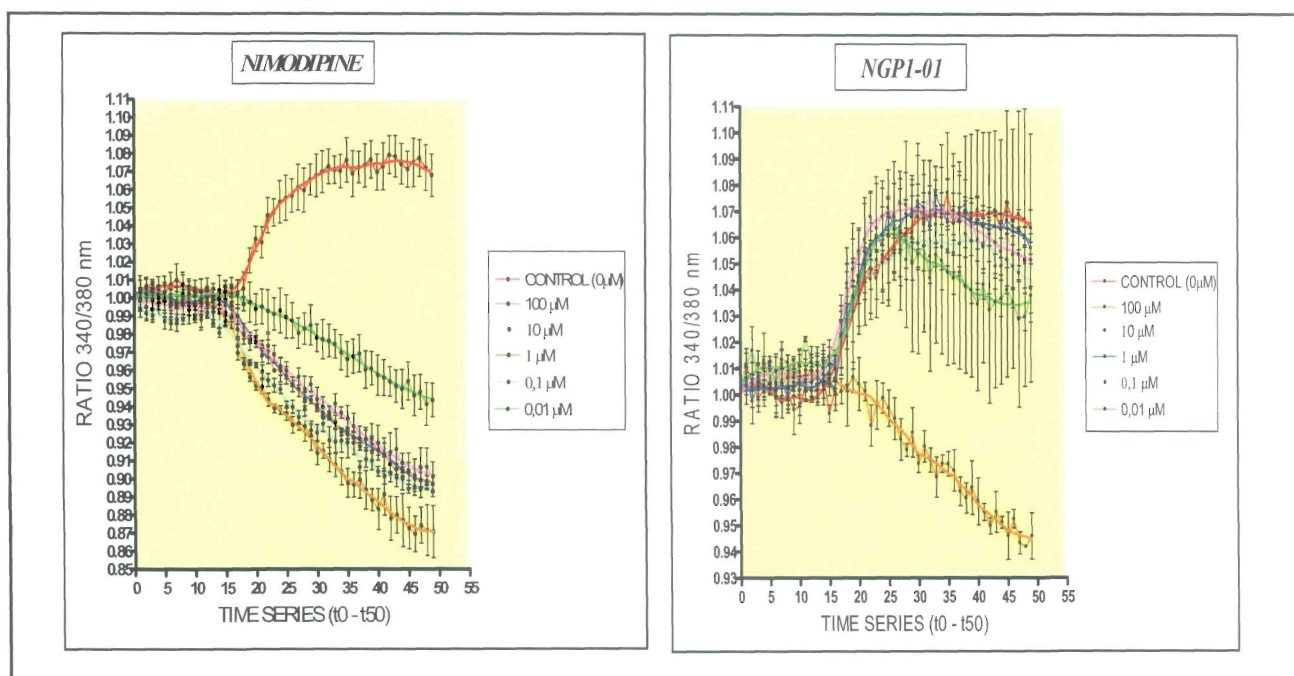 NIMODIPINE
1.11
1.10
1.09
1.08
1.07
1.06
1.05
1.04
1.03
1.02
1.01
1.00
0.99
0.98
0.97
0.96
0.95
0.94
0.93
0.92
0.91
0.90
0.89
0.88
0.87
0.86
0.85
RATIO 340/380 nm
0 5 10 15 20 25 30 35 40 45 50 55
TIME SERIES (t0 - t50)
CONTROL (0µM)
100 µM
10 µM
1 µM
0,1 µM
0,01 µM
NGP1-01
1.11
1.10
1.09
1.08
1.07
1.06
1.05
1.04
1.03
1.02
1.01
1.00
0.99
0.98
0.97
0.96
0.95
0.94
0.93
RATIO 340/380 nm
0 5 10 15 20 25 30 35 40 45 50 55
TIME SERIES (t0 - t50)
CONTROL (0µM)
100 µM
10 µM
1 µM
0,1 µM
0,01 µM